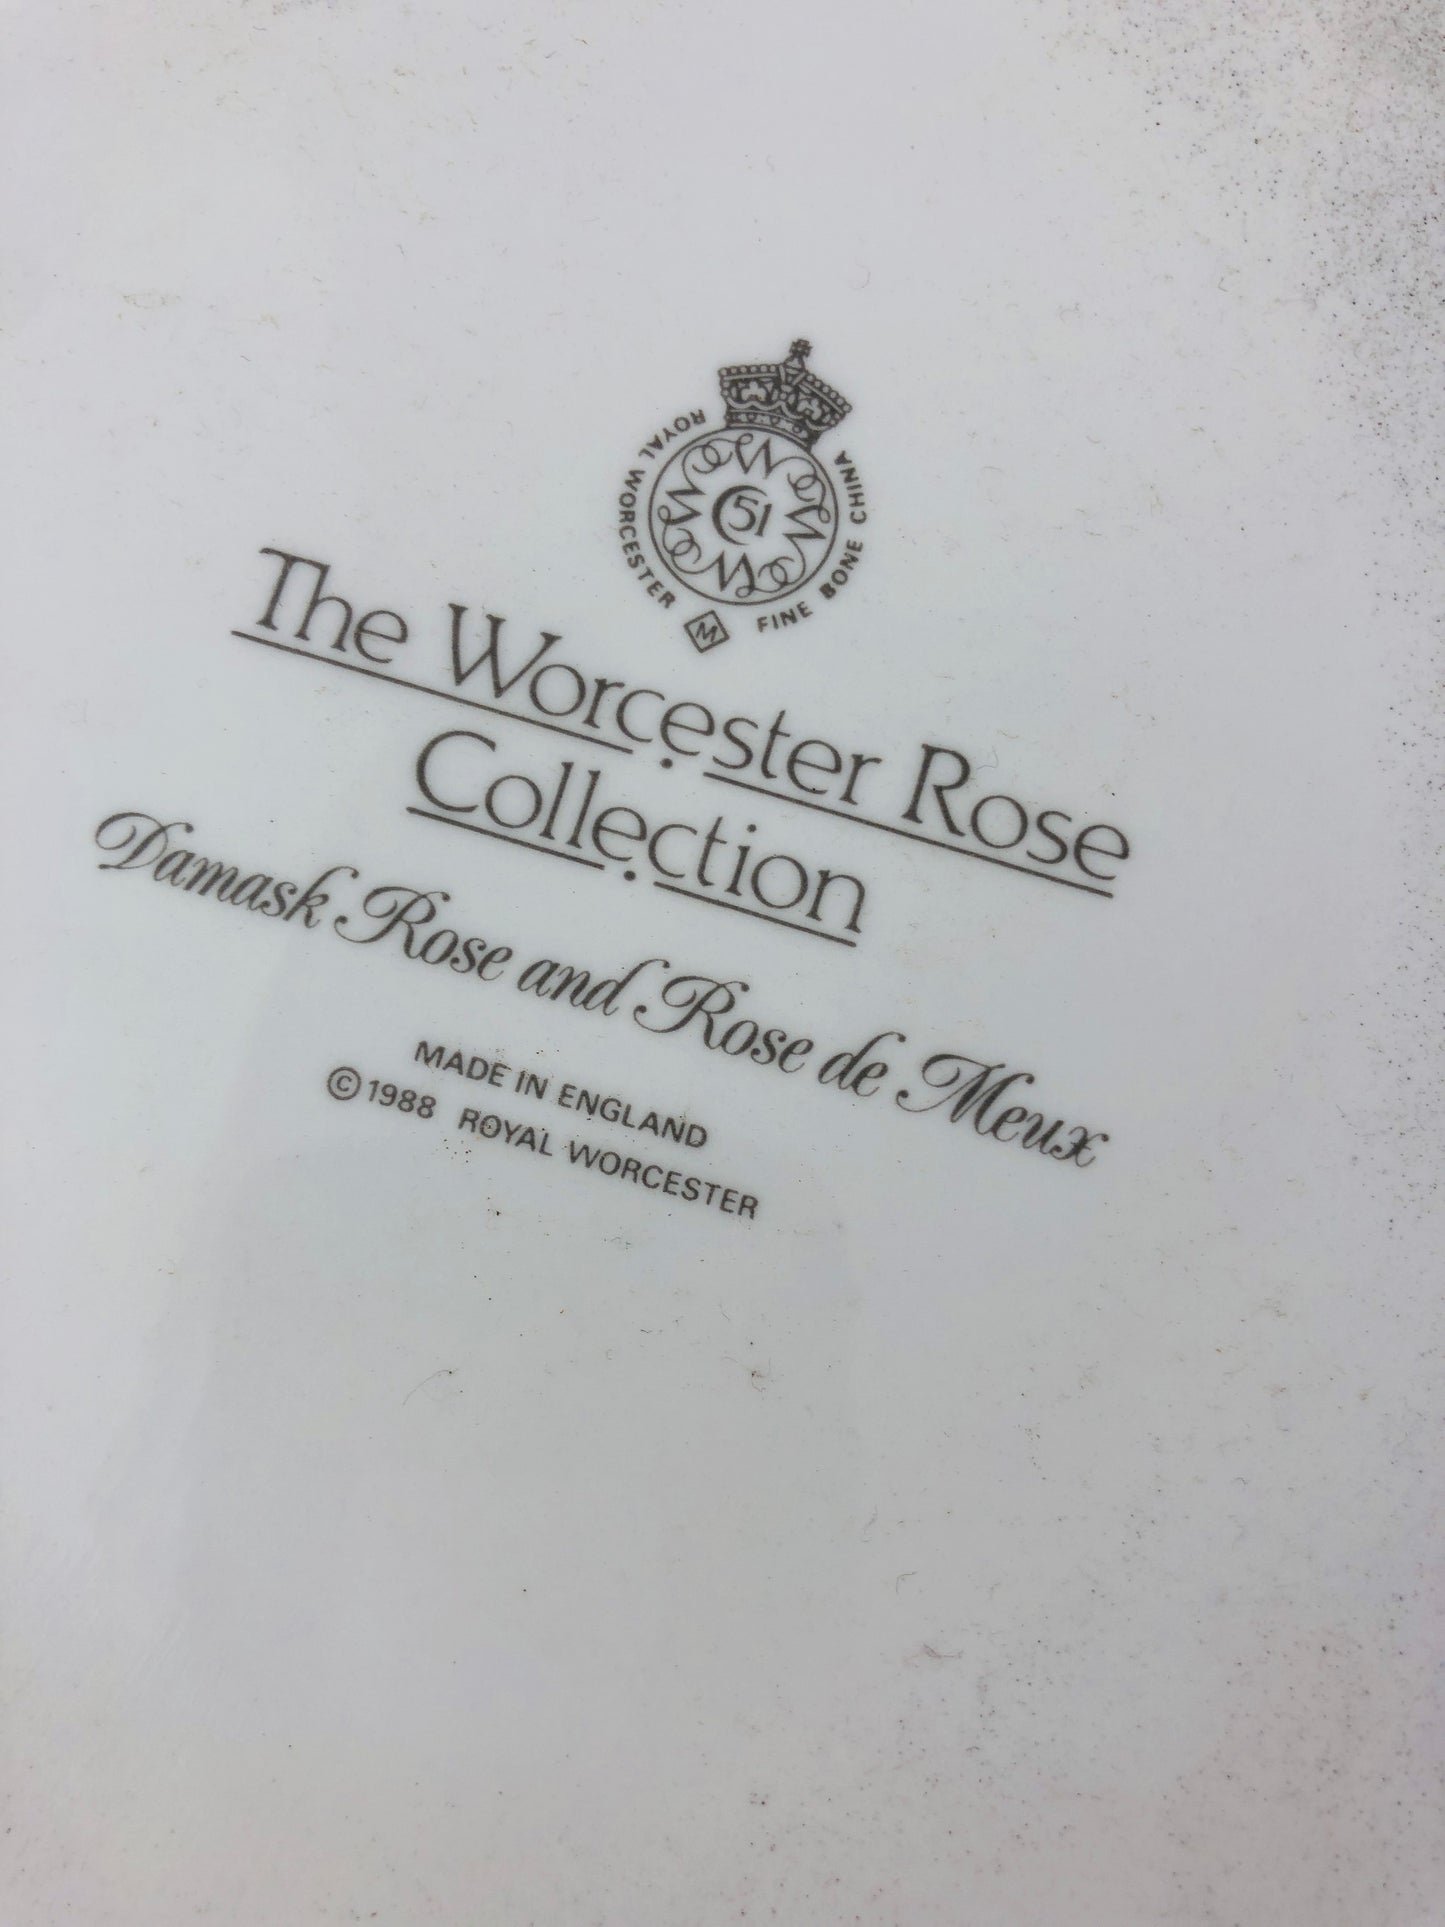 ROYAL WORCESTER
FINE BONE CHINA
51
M
The Worcester Rose
Collection
Damask Rose and Rose de Meux
MADE IN ENGLAND
© 1988 ROYAL WORCESTER